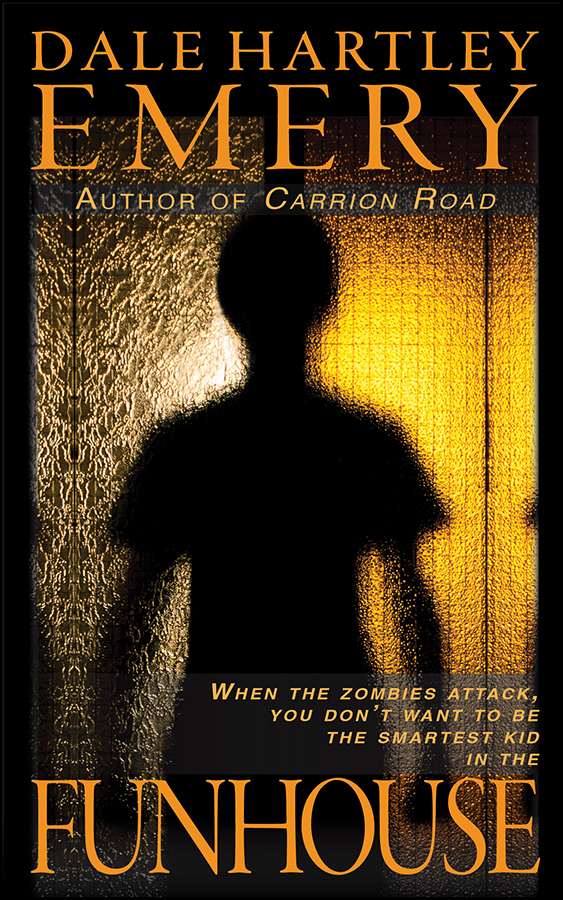 DALE HARTLEY
EMERY
AUTHOR OF CARRION ROAD
WHEN THE ZOMBIES ATTACK,
YOU DON'T WANT TO BE
THE SMARTEST KID
IN THE
FUNHOUSE